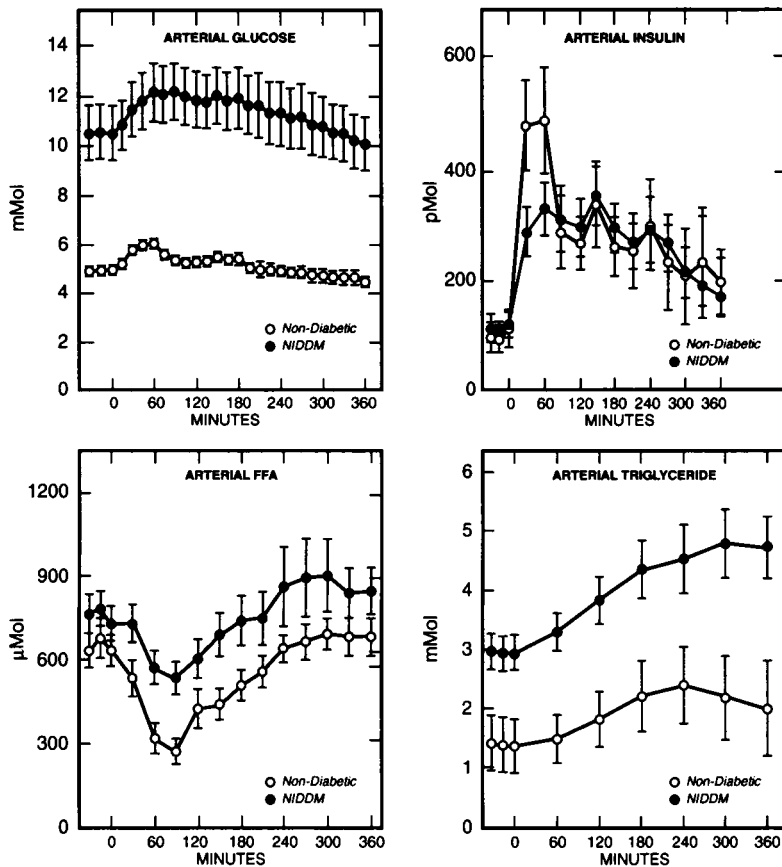 ARTERIAL GLUCOSE
14
12
10
8
6
4
2
0
mMol
Non-Diabetic
NIDDM
0 60 120 180 240 300 360
MINUTES
ARTERIAL INSULIN
600
400
200
0
pMol
Non-Diabetic
NIDDM
0 60 120 180 240 300 360
MINUTES
ARTERIAL FFA
1200
900
600
300
0
µMol
Non-Diabetic
NIDDM
0 60 120 180 240 300 360
MINUTES
ARTERIAL TRIGLYCERIDE
6
5
4
3
2
1
0
mMol
Non-Diabetic
NIDDM
0 60 120 180 240 300 360
MINUTES